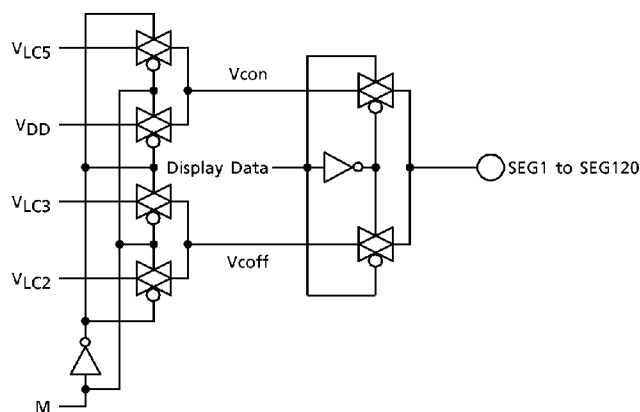 VLC5
Vcon
VDD
Display Data
SEG1 to SEG120
VLC3
Vcoff
VLC2
M